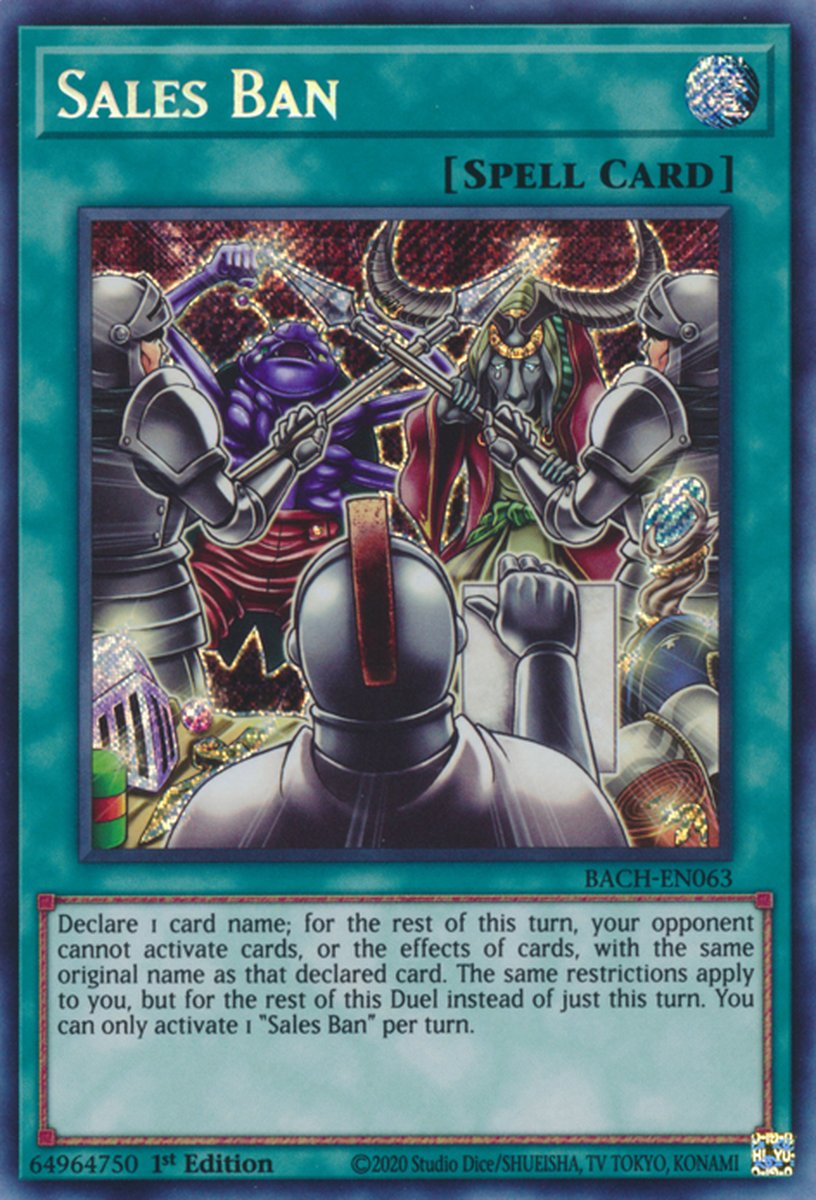 SALES BAN
[SPELL CARD]
BACH-EN063
Declare 1 card name; for the rest of this turn, your opponent
cannot activate cards, or the effects of cards, with the same
original name as that declared card. The same restrictions apply
to you, but for the rest of this Duel instead of just this turn. You
can only activate 1 "Sales Ban" per turn.
64964750 1st Edition ©2020 Studio Dice/SHUEISHA, TV TOKYO, KONAMI